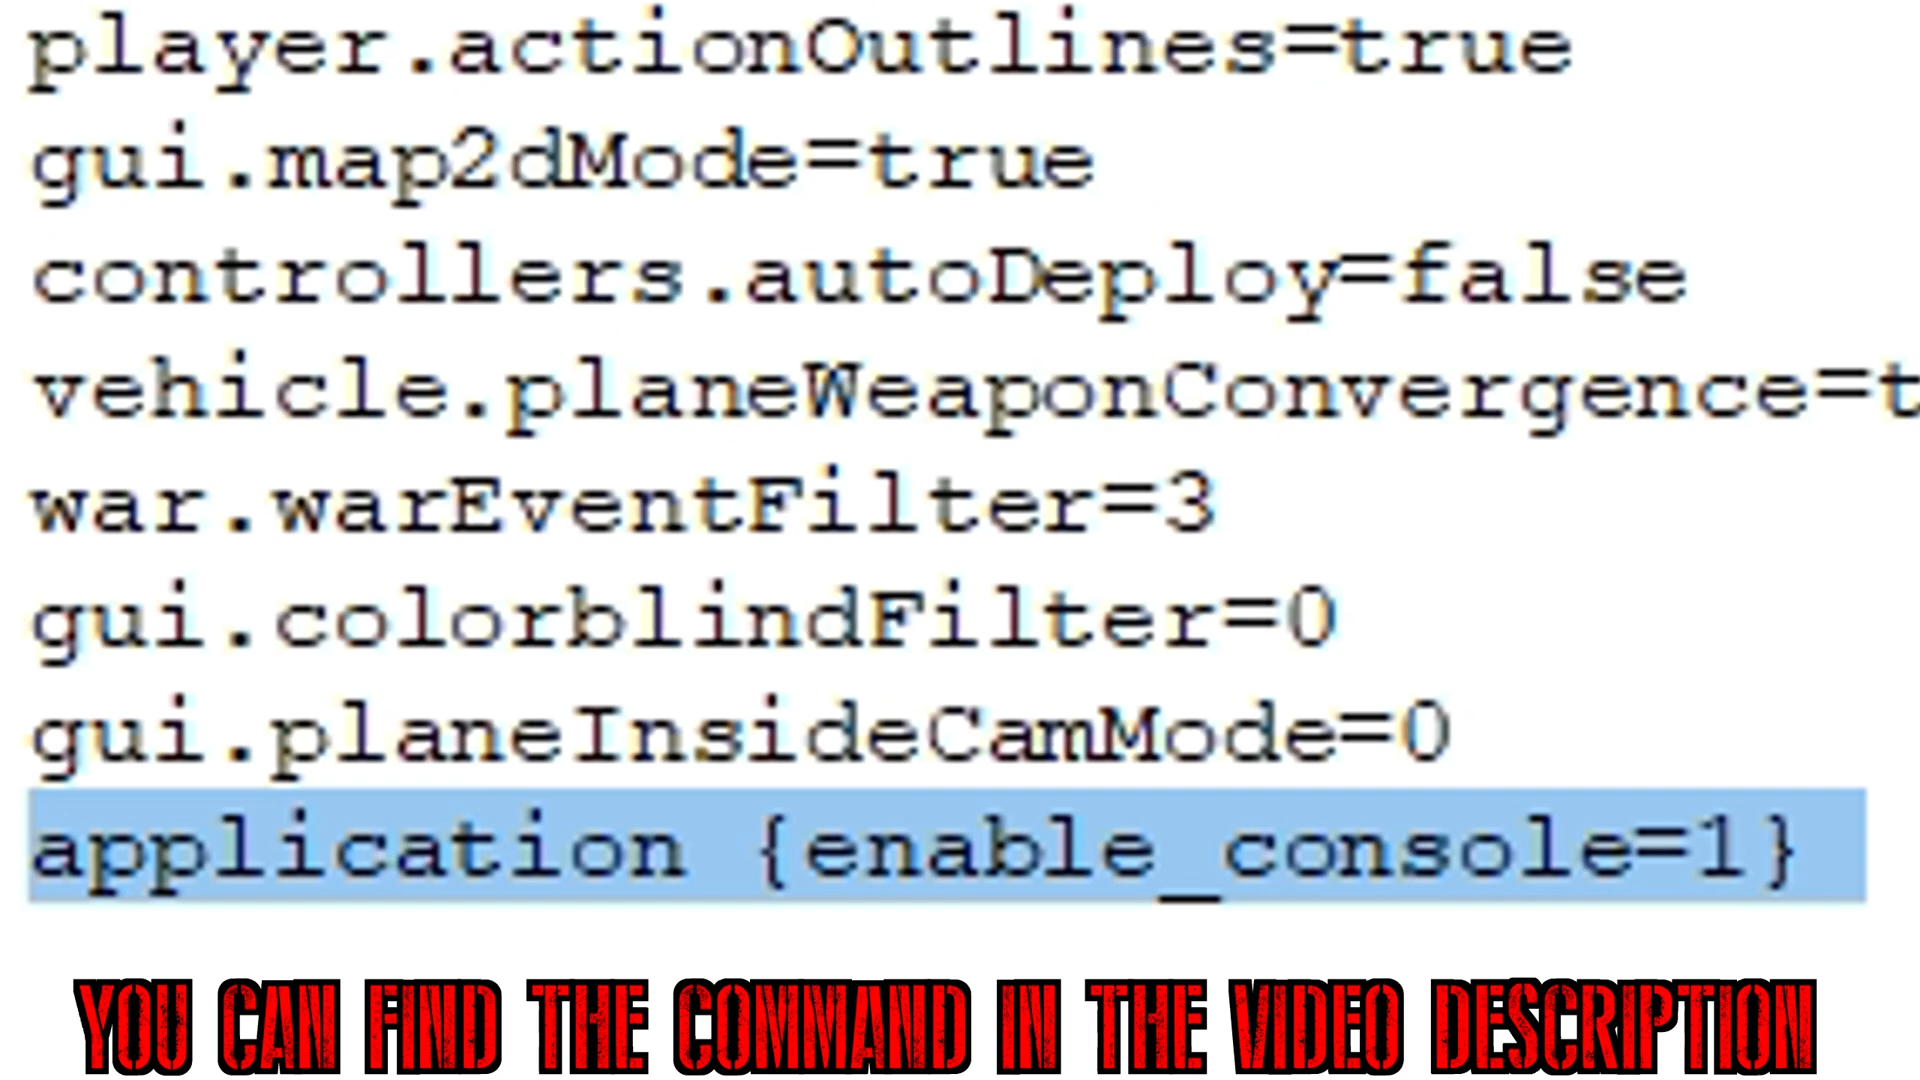 player.actionOutlines=true
gui.map2dMode=true
controllers.autoDeploy=false
vehicle.planeWeaponConvergence=t
war.warEventFilter=3
gui.colorblindFilter=0
gui.planeInsideCamMode=0
application {enable_console=1}
YOU CAN FIND THE COMMAND IN THE VIDEO DESCRIPTION